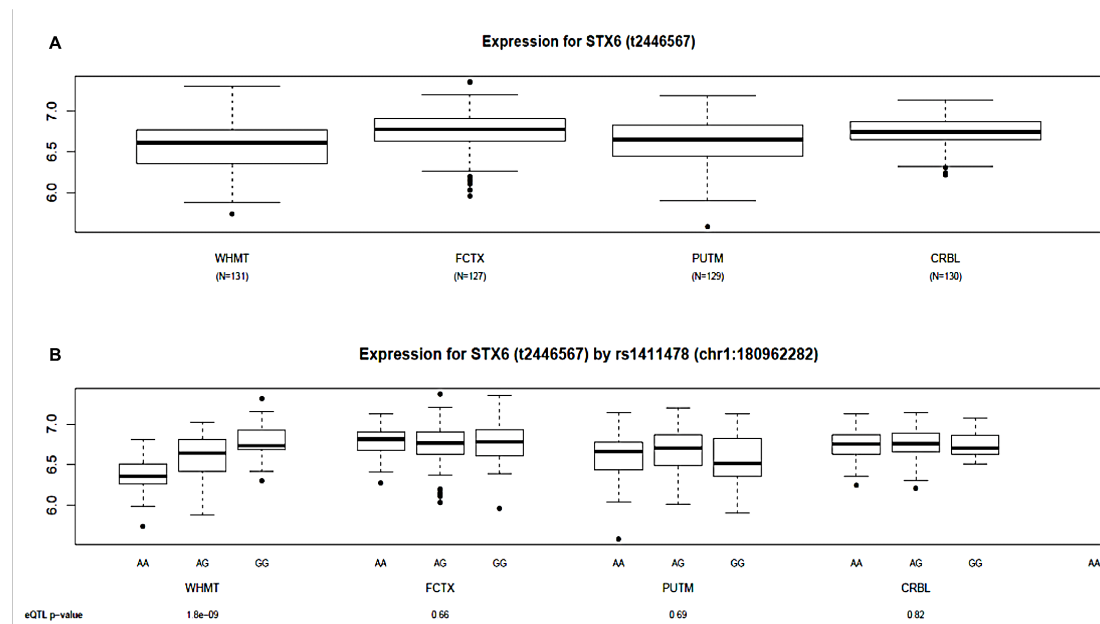 A
Expression for STX6 (t2446567)
7.0
6.5
6.0
WHMT FCTX PUTM CRBL
(N=131) (N=127) (N=129) (N=130)
B
Expression for STX6 (t2446567) by rs1411478 (chr1:180962282)
7.0
6.5
6.0
AA AG GG AA AG GG AA AG GG AA AG GG AA
WHMT FCTX PUTM CRBL
eQTL p-value 1.8e-09 0.66 0.69 0.82